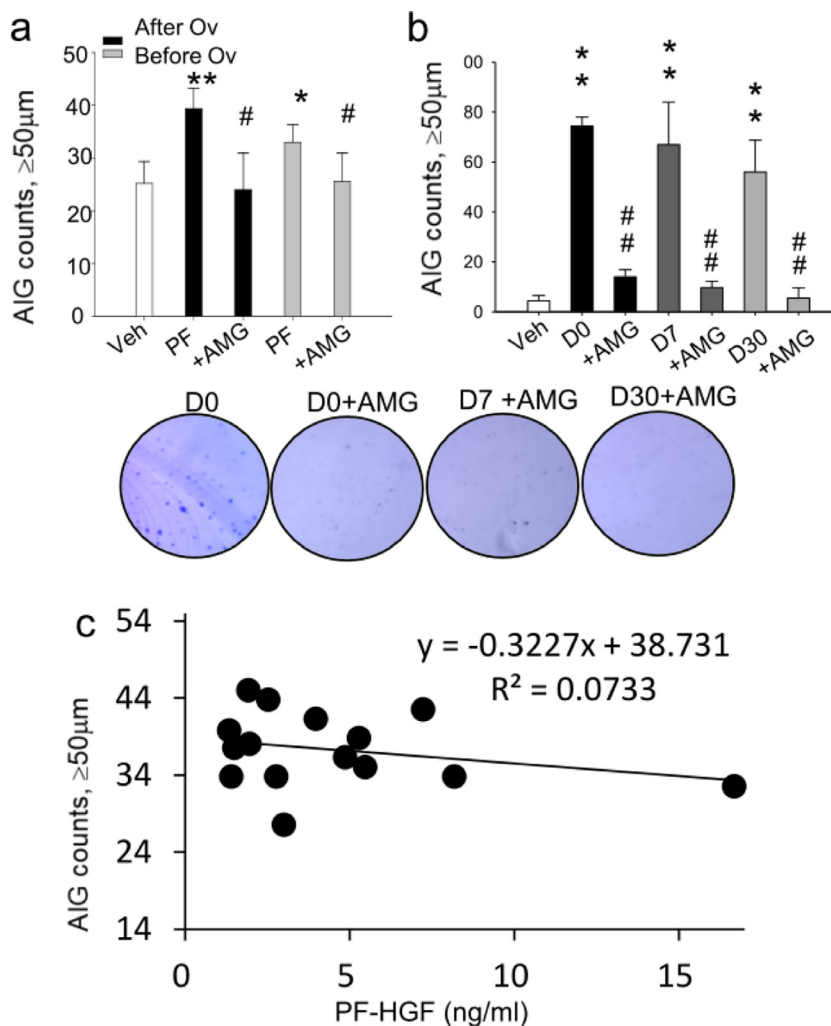 a
After Ov
Before Ov
AIG counts, ≥50μm
50
40
30
20
10
0
**
#
*
#
Veh
PF
+AMG
PF
+AMG
b
AIG counts, ≥50μm
00
80
60
40
20
0
*
*
#
#
*
*
#
#
*
*
#
#
Veh
D0
+AMG
D7
+AMG
D30
+AMG
D0
D0+AMG
D7 +AMG
D30+AMG
c
AIG counts, ≥50μm
54
44
34
24
14
y = -0.3227x + 38.731
R² = 0.0733
0
5
10
15
PF-HGF (ng/ml)